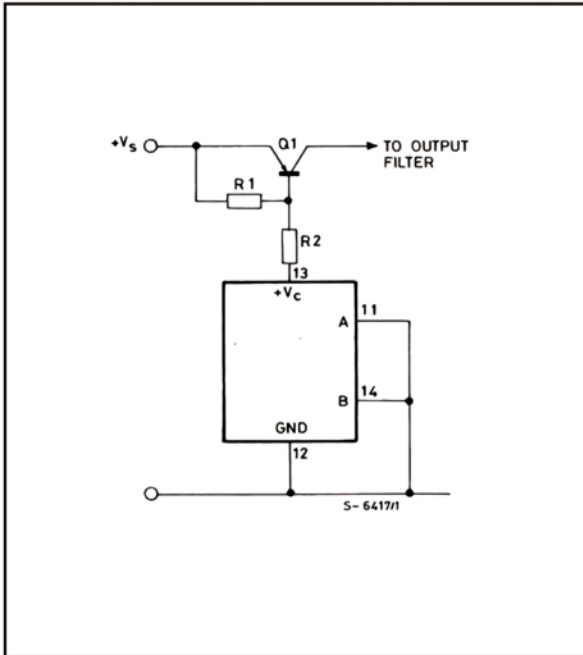 +Vs
Q1
TO OUTPUT
FILTER
R1
R2
13
+Vc
11
A
14
B
GND
12
S-6417/1